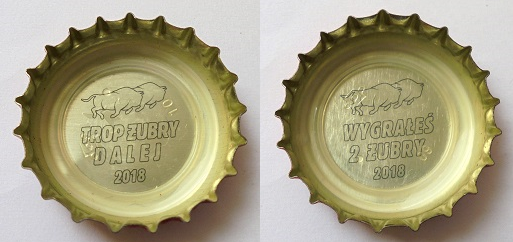 TROP ŻUBRY
DALEJ
2018
WYGRAŁEŚ
2 ŻUBRY
2018